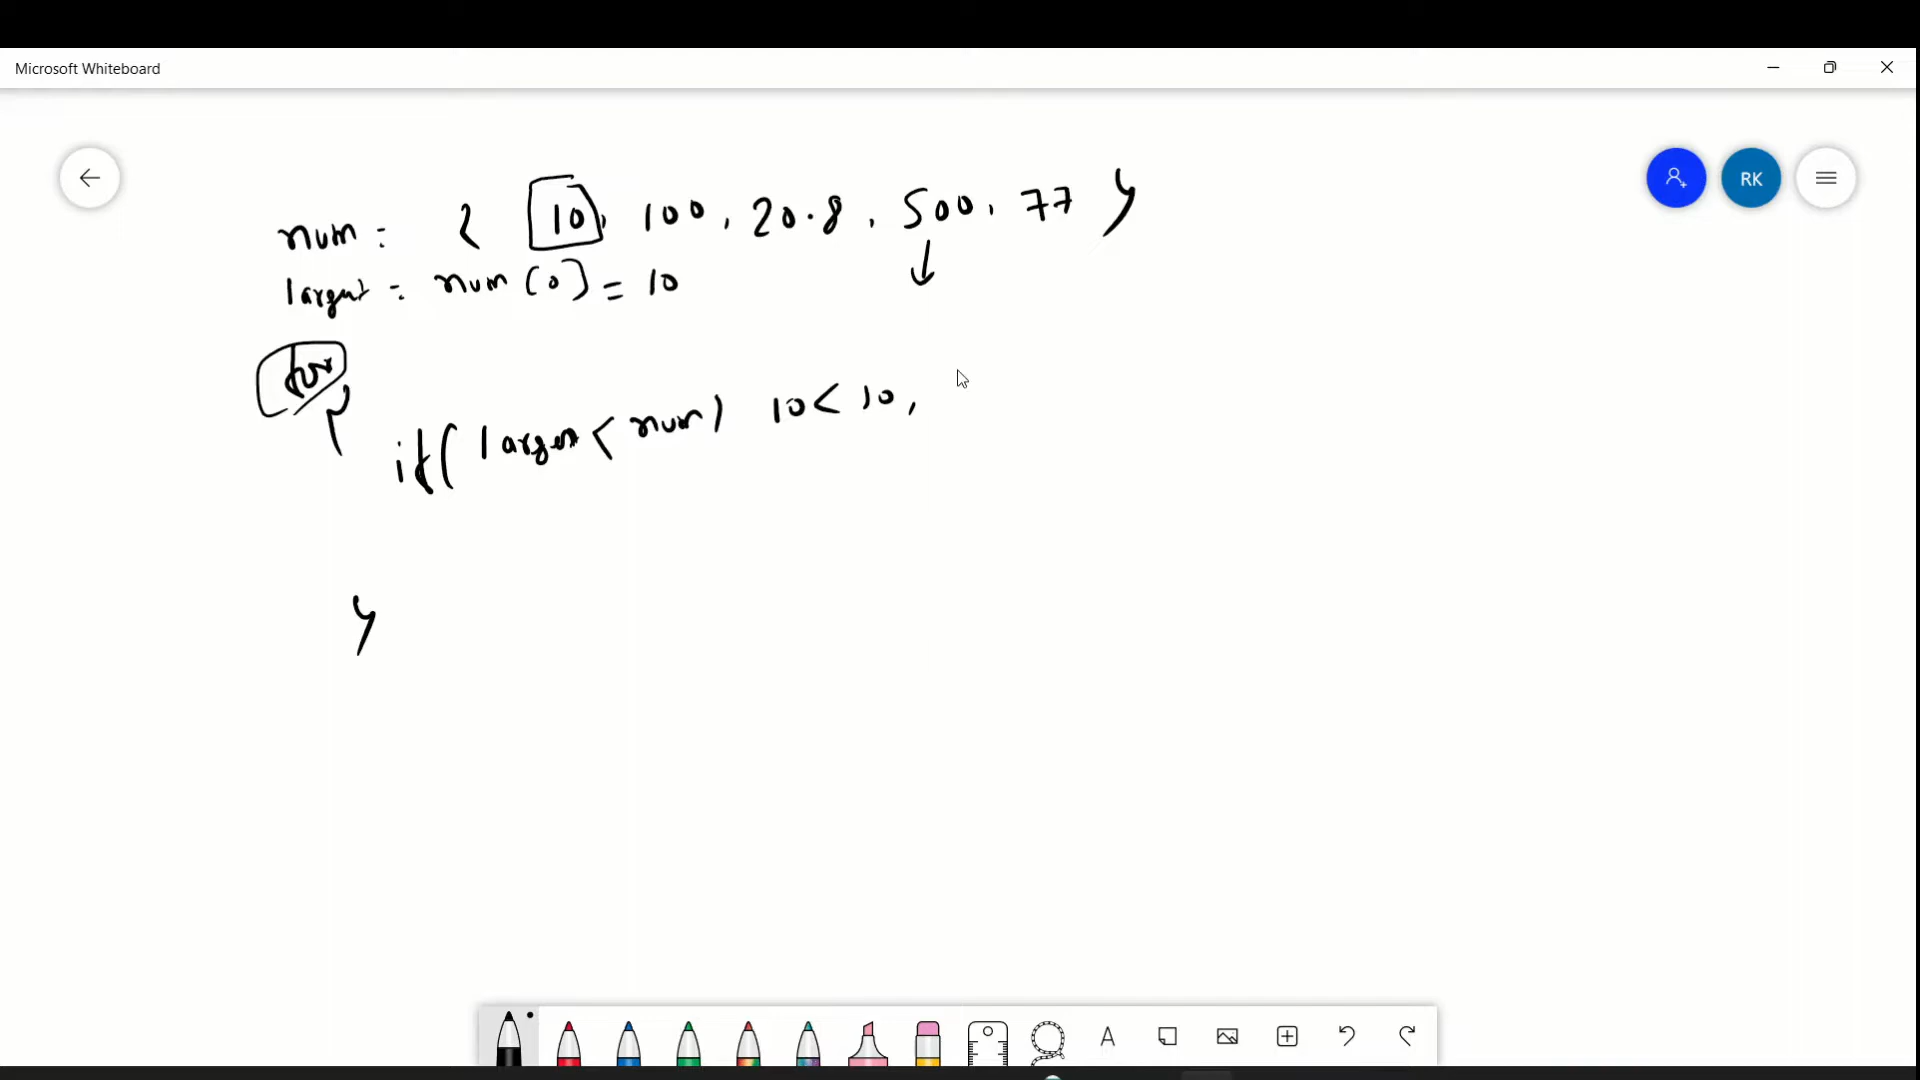 Microsoft Whiteboard
RK
num = { 10, 100, 20.8, 500, 77 }
largest = num [0] = 10
for
{
if( largest < num) 10 < 10,
}
A